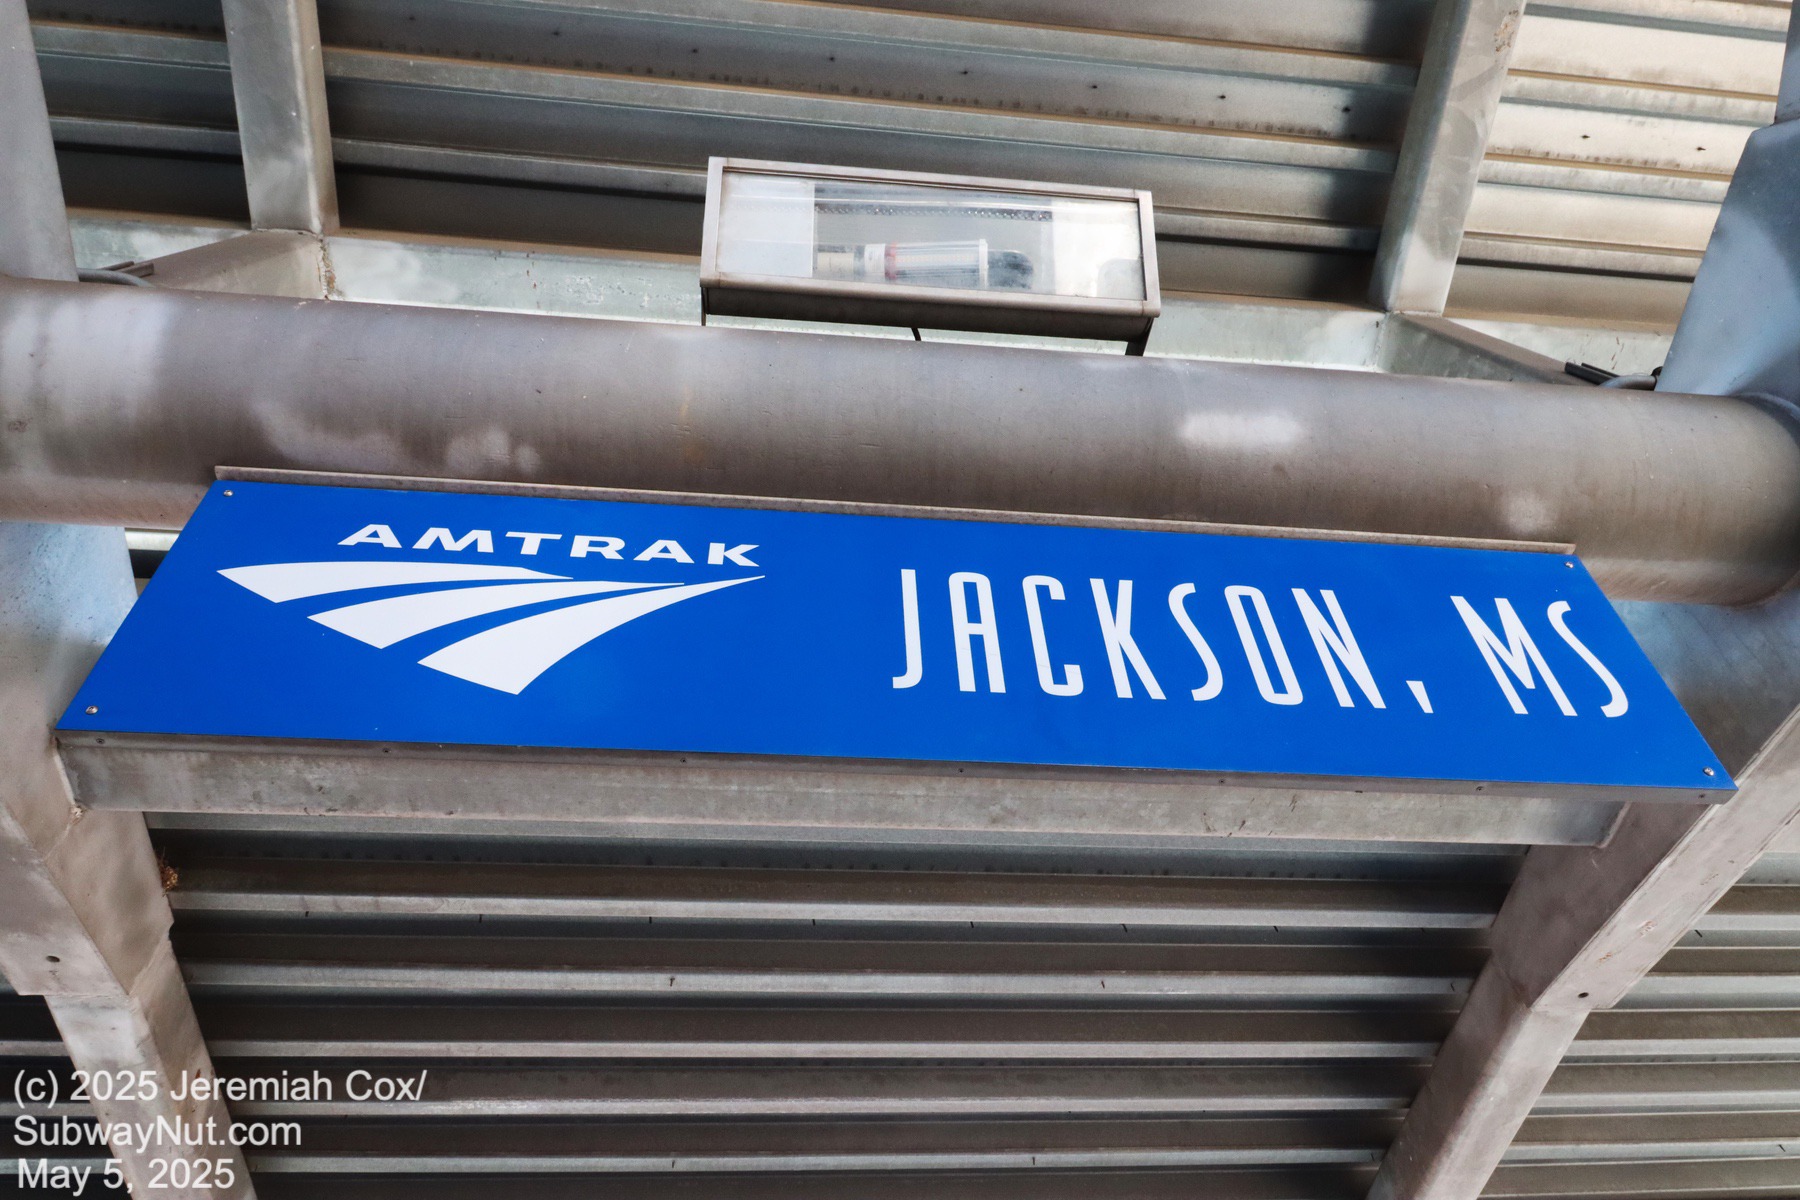 AMTRAK
JACKSON, MS
(c) 2025 Jeremiah Cox/
SubwayNut.com
May 5, 2025